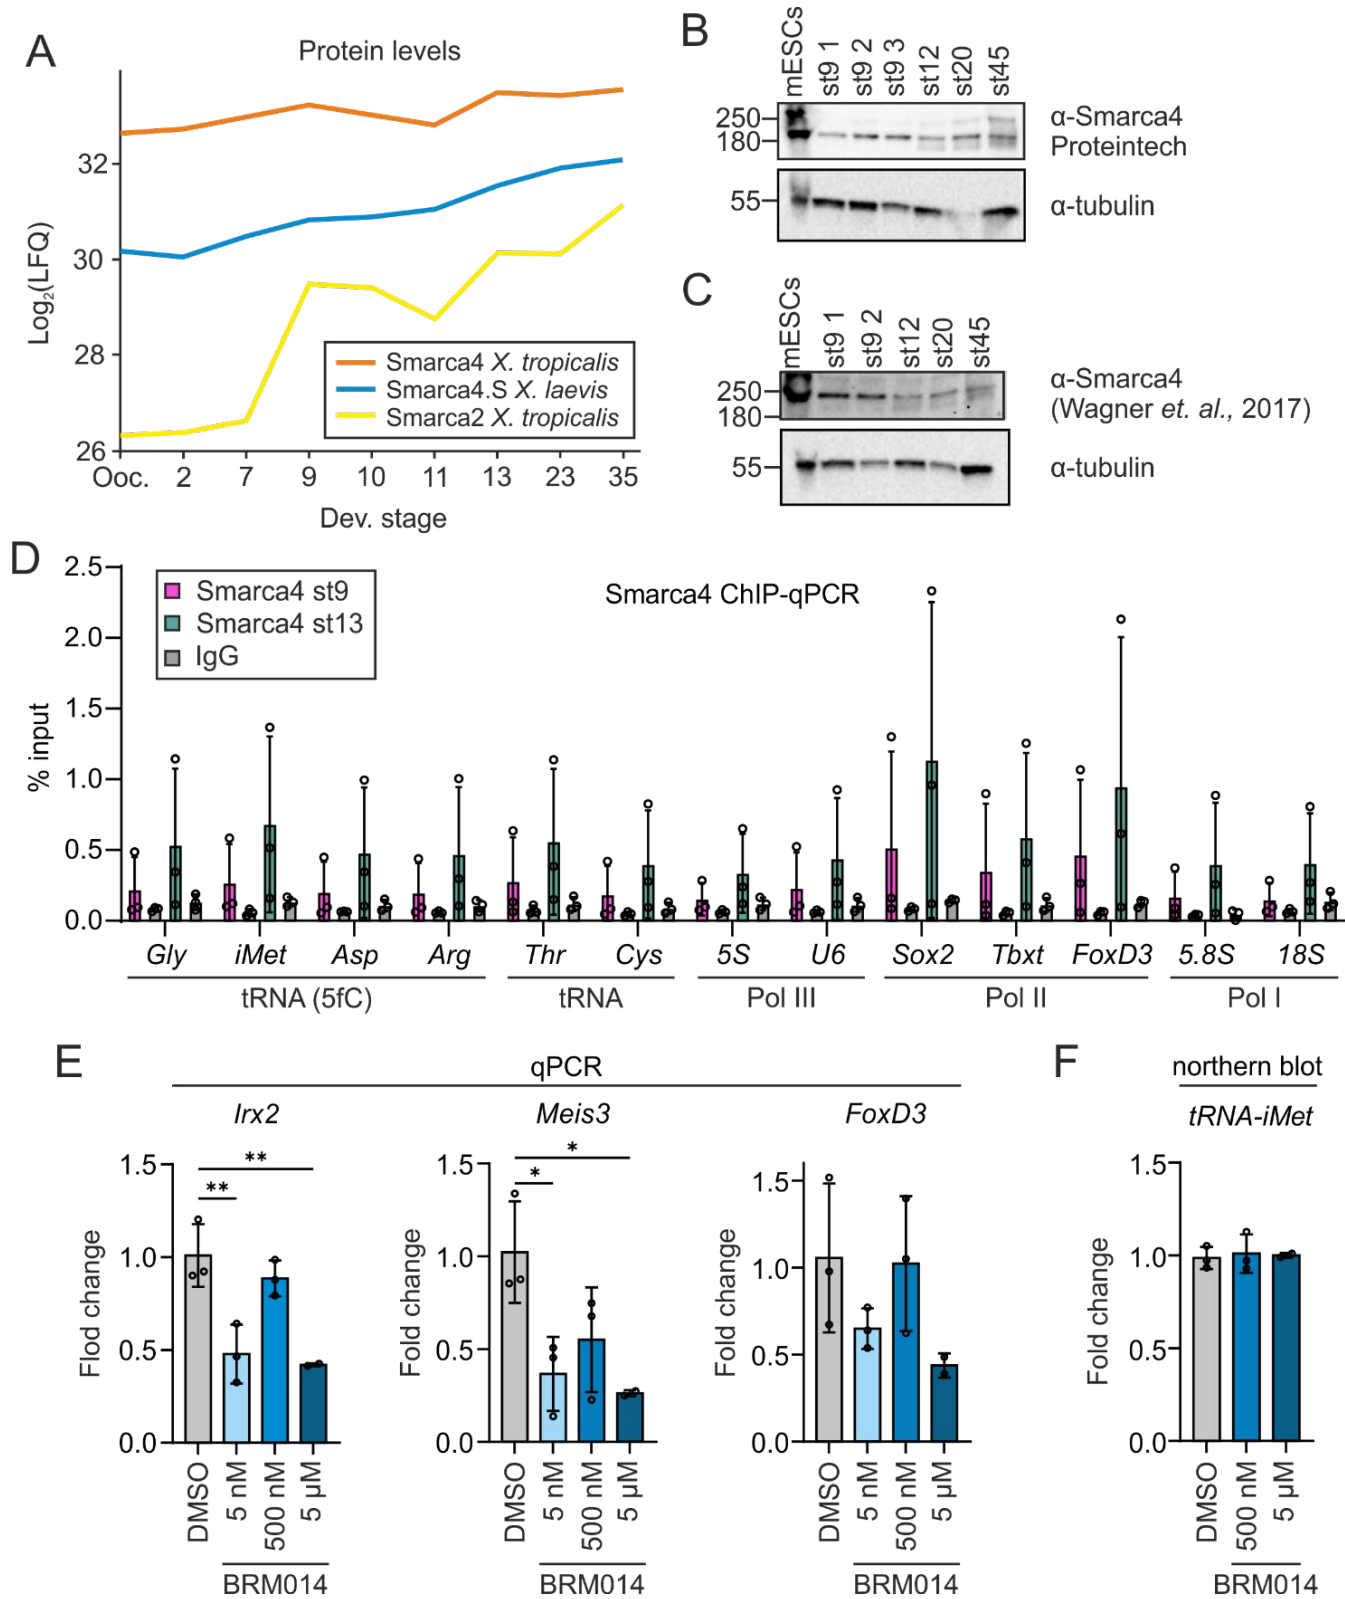 A
Protein levels
32
30
28
26
Log2(LFQ)
Smarca4 X. tropicalis
Smarca4.S X. laevis
Smarca2 X. tropicalis
Ooc. 2 7 9 10 11 13 23 35
Dev. stage
B
mESCs st9 1 st9 2 st9 3 st12 st20 st45
250
180
α-Smarca4
Proteintech
55
α-tubulin
C
mESCs st9 1 st9 2 st12 st20 st45
250
180
α-Smarca4
(Wagner et. al., 2017)
55
α-tubulin
D
Smarca4 ChIP-qPCR
Smarca4 st9
Smarca4 st13
IgG
2.5
2.0
1.5
1.0
0.5
0.0
% input
Gly iMet Asp Arg Thr Cys 5S U6 Sox2 Tbxt FoxD3 5.8S 18S
tRNA (5fC) tRNA Pol III Pol II Pol I
E
qPCR
Irx2
1.5
1.0
0.5
0.0
Flod change
**
**
DMSO 5 nM 500 nM 5 µM
BRM014
Meis3
1.5
1.0
0.5
0.0
Fold change
*
*
DMSO 5 nM 500 nM 5 µM
BRM014
FoxD3
1.5
1.0
0.5
0.0
Fold change
DMSO 5 nM 500 nM 5 µM
BRM014
F
northern blot
tRNA-iMet
1.5
1.0
0.5
0.0
Fold change
DMSO 500 nM 5 µM
BRM014